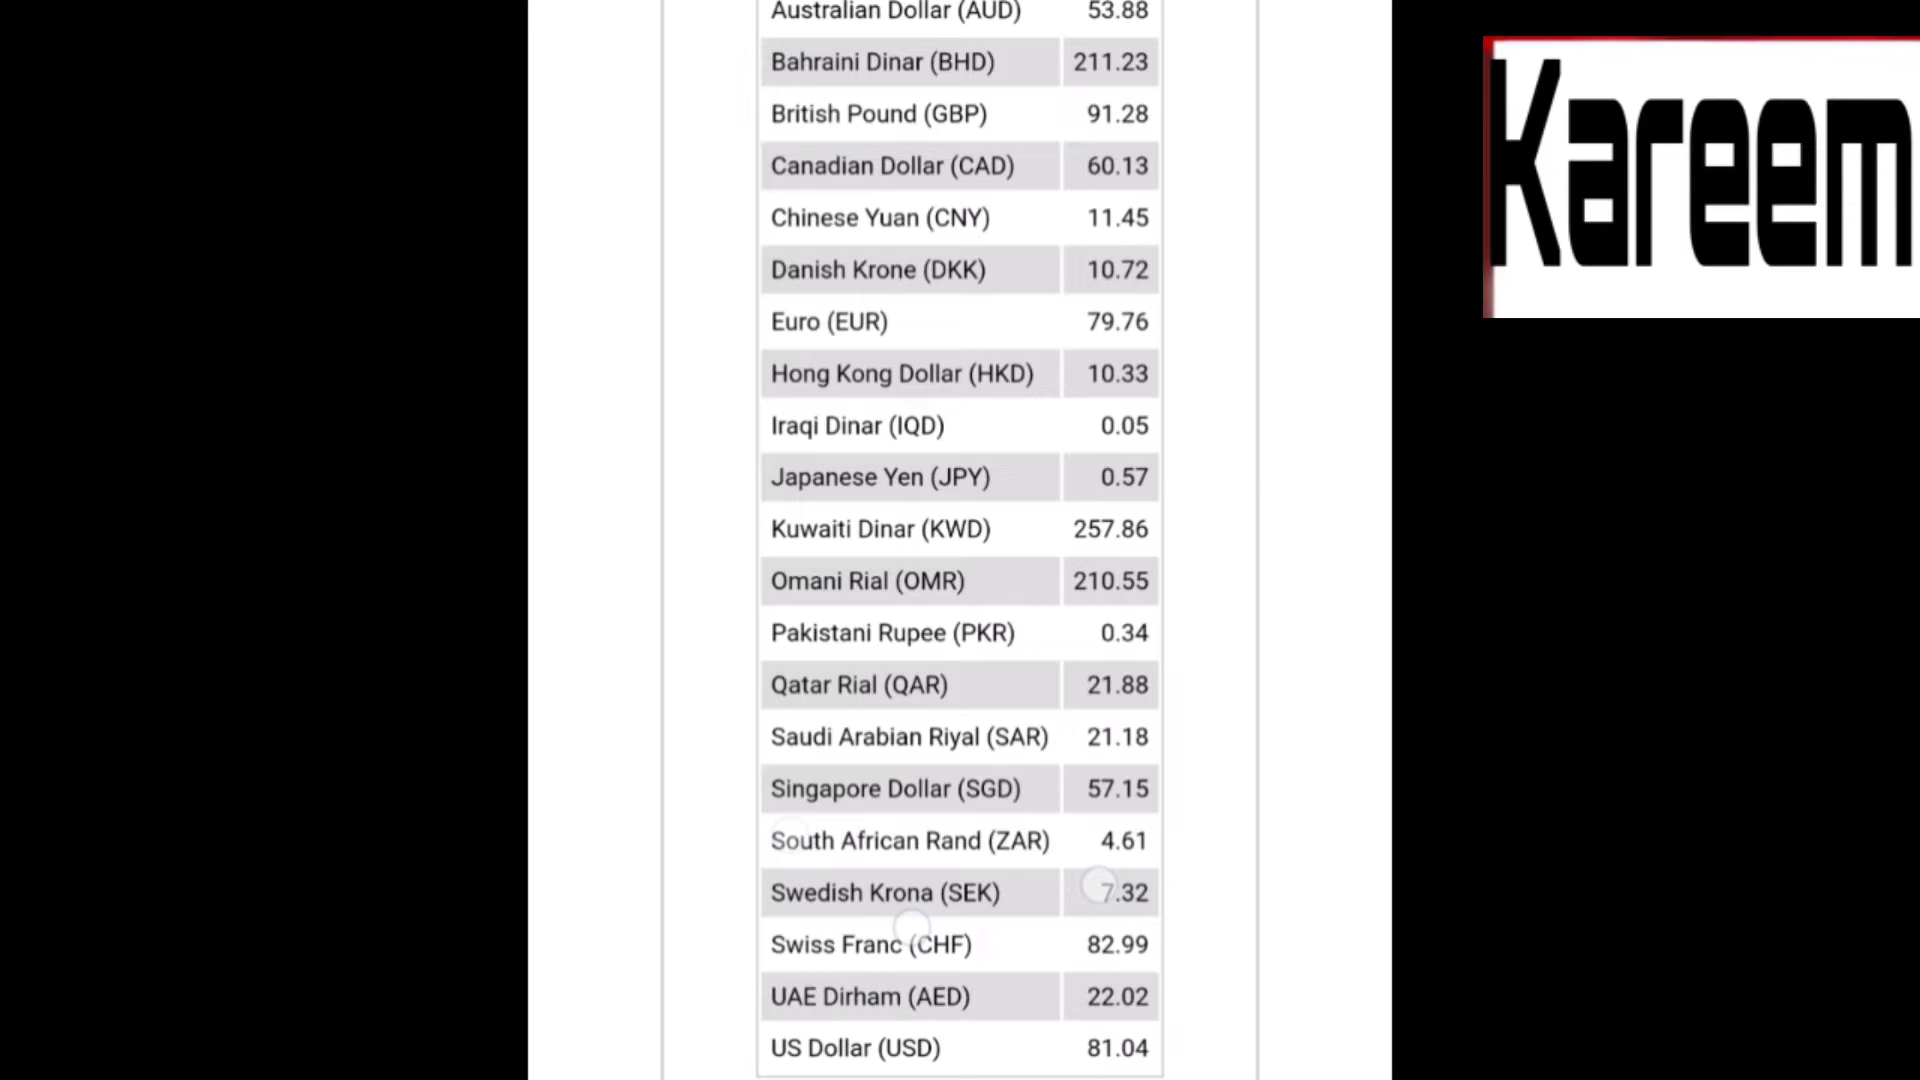 Australian Dollar (AUD) 53.88
Bahraini Dinar (BHD) 211.23
British Pound (GBP) 91.28
Canadian Dollar (CAD) 60.13
Chinese Yuan (CNY) 11.45
Danish Krone (DKK) 10.72
Euro (EUR) 79.76
Hong Kong Dollar (HKD) 10.33
Iraqi Dinar (IQD) 0.05
Japanese Yen (JPY) 0.57
Kuwaiti Dinar (KWD) 257.86
Omani Rial (OMR) 210.55
Pakistani Rupee (PKR) 0.34
Qatar Rial (QAR) 21.88
Saudi Arabian Riyal (SAR) 21.18
Singapore Dollar (SGD) 57.15
South African Rand (ZAR) 4.61
Swedish Krona (SEK) 7.32
Swiss Franc (CHF) 82.99
UAE Dirham (AED) 22.02
US Dollar (USD) 81.04
Kareem